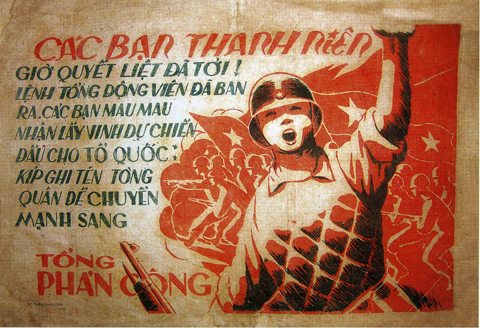 CÁC BẠN THANH NIÊN
GIỜ QUYẾT LIỆT ĐÃ TỚI!
LỆNH TỔNG ĐỘNG VIÊN ĐÃ BAN
RA. CÁC BẠN MAU MAU
NHẬN LẤY VINH DỰ CHIẾN
ĐẤU CHO TỔ QUỐC;
KỊP GHI TÊN TÒNG
QUÂN ĐỂ CHUYỂN
MẠNH SANG
TỔNG
PHẢN CÔNG